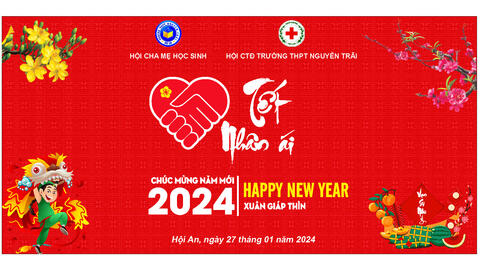 HỘI CHA MẸ HỌC SINH
HỘI CTĐ TRƯỜNG THPT NGUYỄN TRÃI
Tết
Nhân ái
CHÚC MỪNG NĂM MỚI
2024
HAPPY NEW YEAR
XUÂN GIÁP THÌN
Hội An, ngày 27 tháng 01 năm 2024